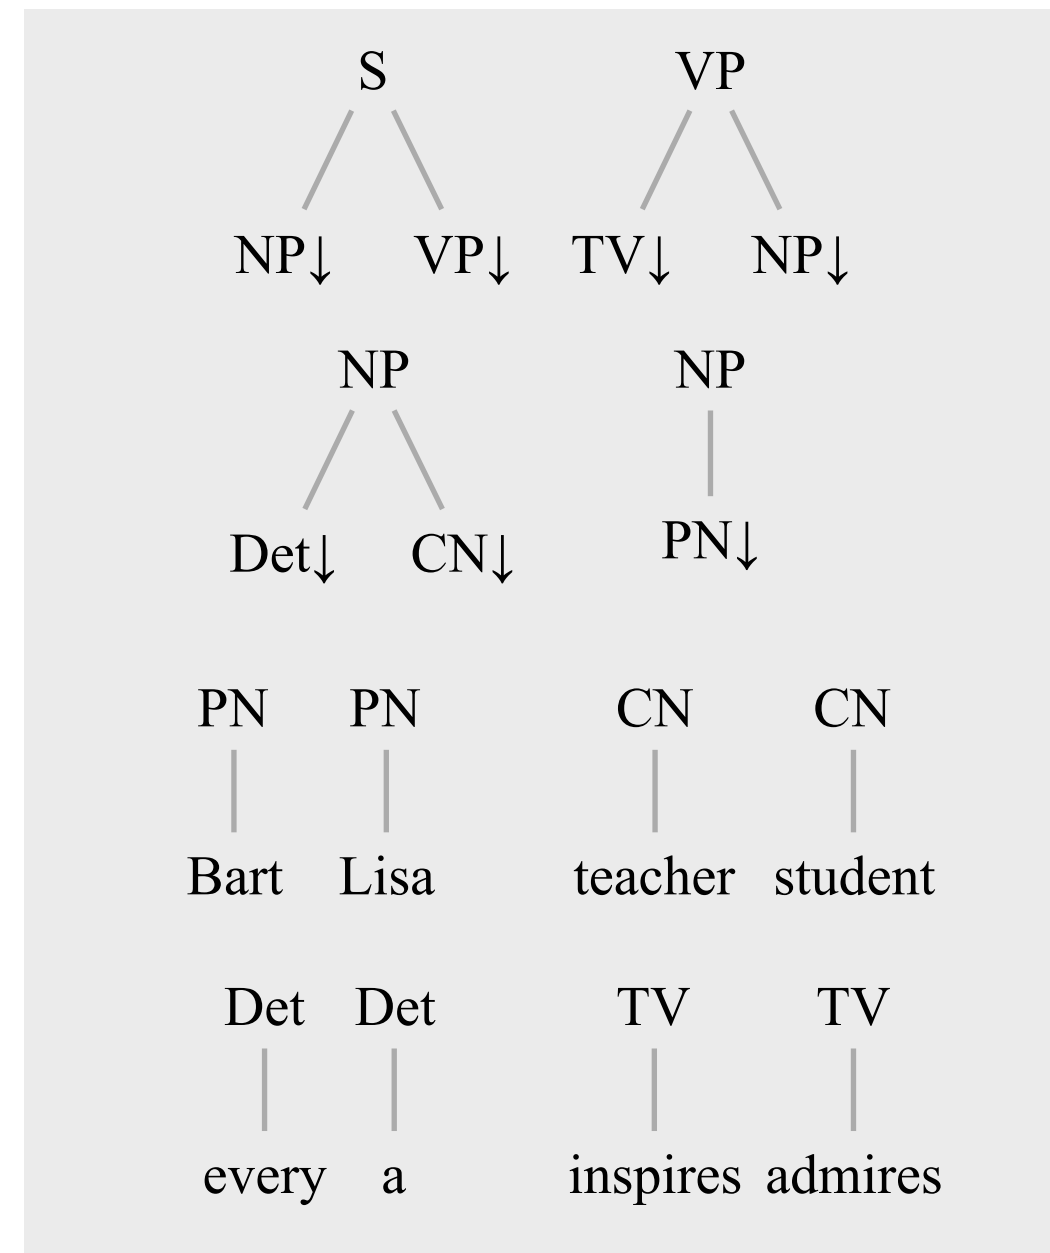 S VP
NP↓ VP↓ TV↓ NP↓
NP NP
Det↓ CN↓ PN↓
PN PN CN CN
Bart Lisa teacher student
Det Det TV TV
every a inspires admires